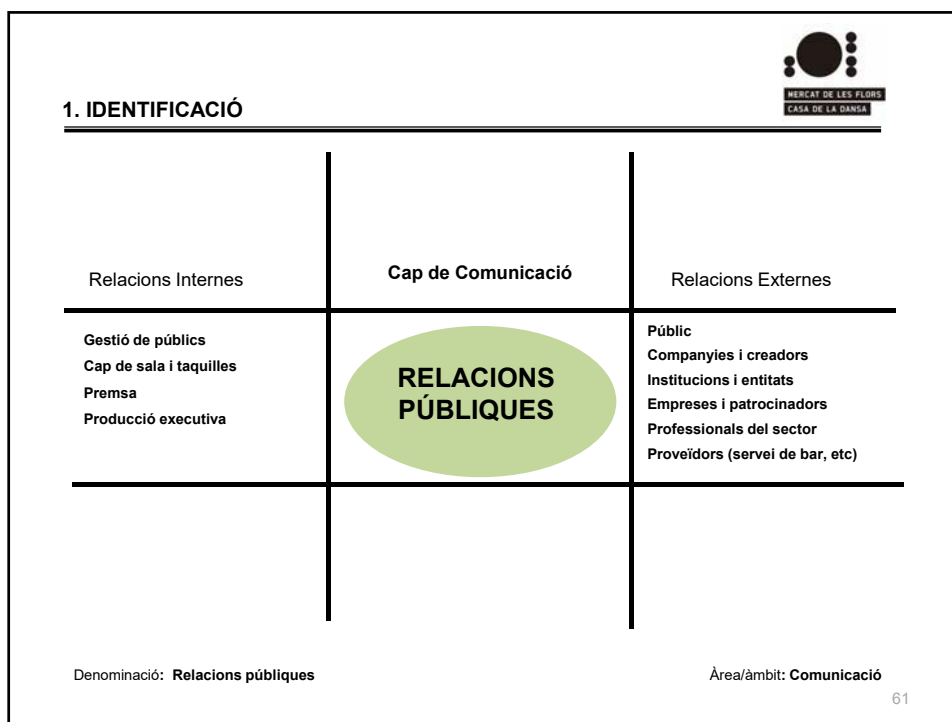 MERCAT DE LES FLORS
CASA DE LA DANSA
1. IDENTIFICACIÓ
Relacions Internes
Cap de Comunicació
Relacions Externes
Gestió de públics
Cap de sala i taquilles
Premsa
Producció executiva
RELACIONS
PÚBLIQUES
Públic
Companyies i creadors
Institucions i entitats
Empreses i patrocinadors
Professionals del sector
Proveïdors (servei de bar, etc)
Denominació: Relacions públiques
Àrea/àmbit: Comunicació
61